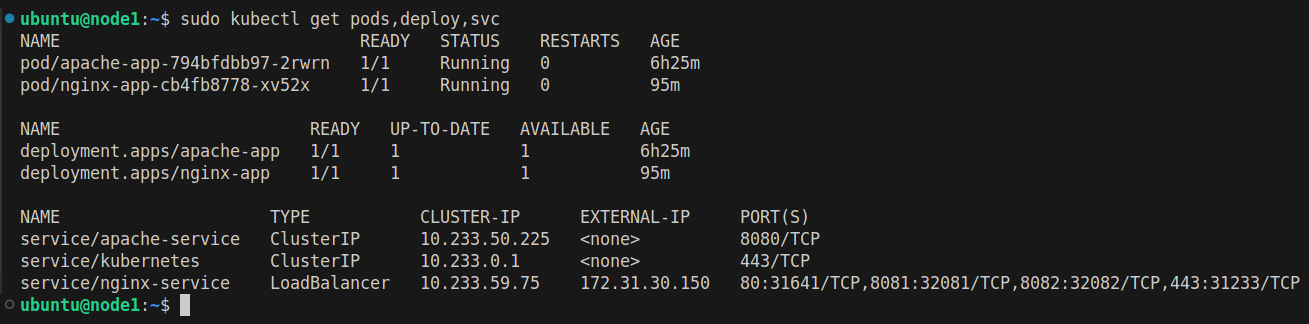 ubuntu@node1:~$ sudo kubectl get pods,deploy,svc
NAME READY STATUS RESTARTS AGE
pod/apache-app-794bfdbb97-2rwrn 1/1 Running 0 6h25m
pod/nginx-app-cb4fb8778-xv52x 1/1 Running 0 95m
NAME READY UP-TO-DATE AVAILABLE AGE
deployment.apps/apache-app 1/1 1 1 6h25m
deployment.apps/nginx-app 1/1 1 1 95m
NAME TYPE CLUSTER-IP EXTERNAL-IP PORT(S)
service/apache-service ClusterIP 10.233.50.225 <none> 8080/TCP
service/kubernetes ClusterIP 10.233.0.1 <none> 443/TCP
service/nginx-service LoadBalancer 10.233.59.75 172.31.30.150 80:31641/TCP,8081:32081/TCP,8082:32082/TCP,443:31233/TCP
ubuntu@node1:~$